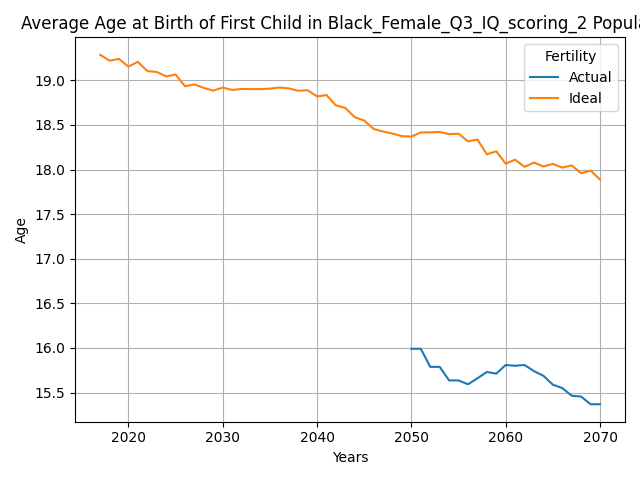 Average Age at Birth of First Child in Black_Female_Q3_IQ_scoring_2 Popula
Fertility
Actual
Ideal
19.0
18.5
18.0
17.5
17.0
16.5
16.0
15.5
Age
2020 2030 2040 2050 2060 2070
Years